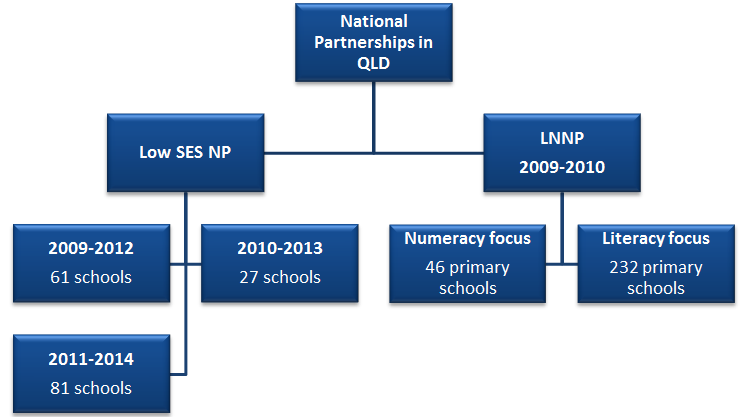 National
Partnerships in
QLD
Low SES NP
LNNP
2009-2010
2009-2012
61 schools
2010-2013
27 schools
Numeracy focus
46 primary
schools
Literacy focus
232 primary
schools
2011-2014
81 schools